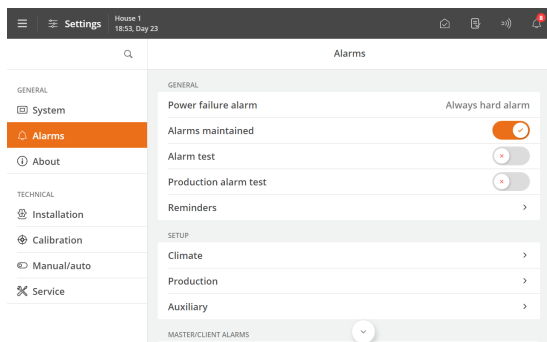 Settings
House 1
18:53, Day 23
8
Alarms
GENERAL
System
Alarms
About
TECHNICAL
Installation
Calibration
Manual/auto
Service
GENERAL
Power failure alarm Always hard alarm
Alarms maintained
Alarm test
Production alarm test
Reminders
SETUP
Climate
Production
Auxiliary
MASTER/CLIENT ALARMS